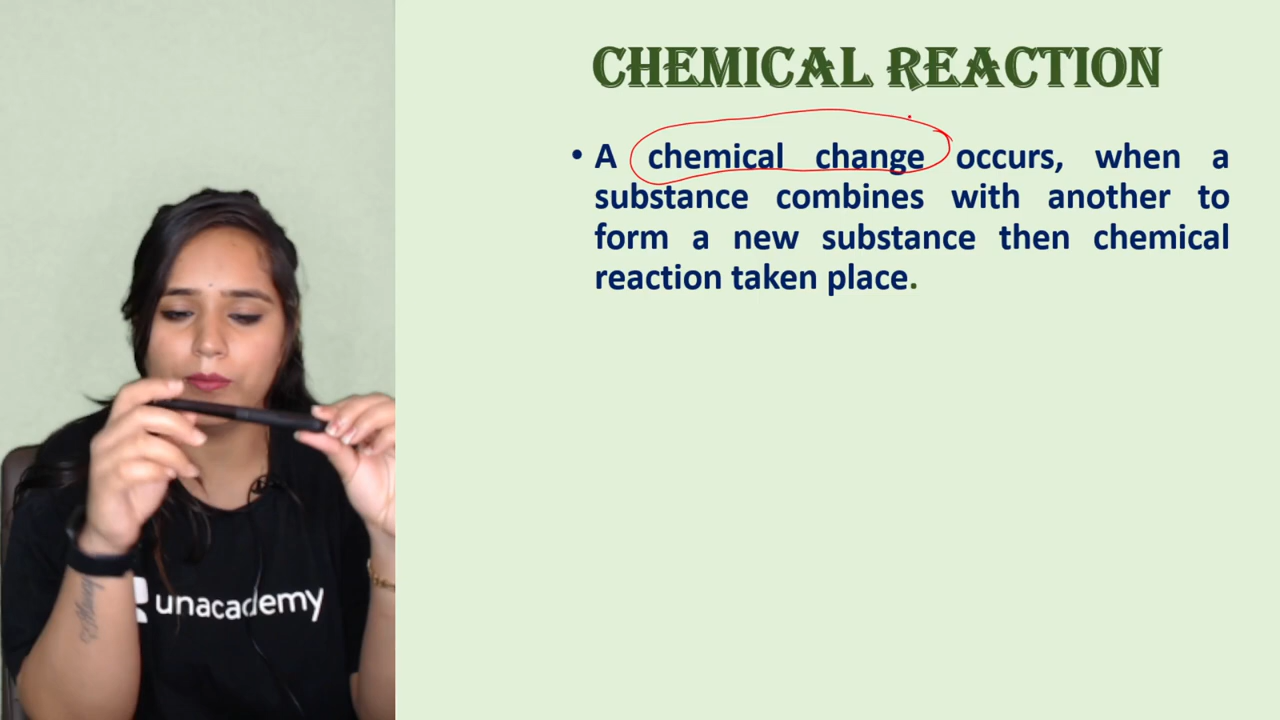 CHEMICAL REACTION
• A chemical change occurs, when a
substance combines with another to
form a new substance then chemical
reaction taken place.
unacademy